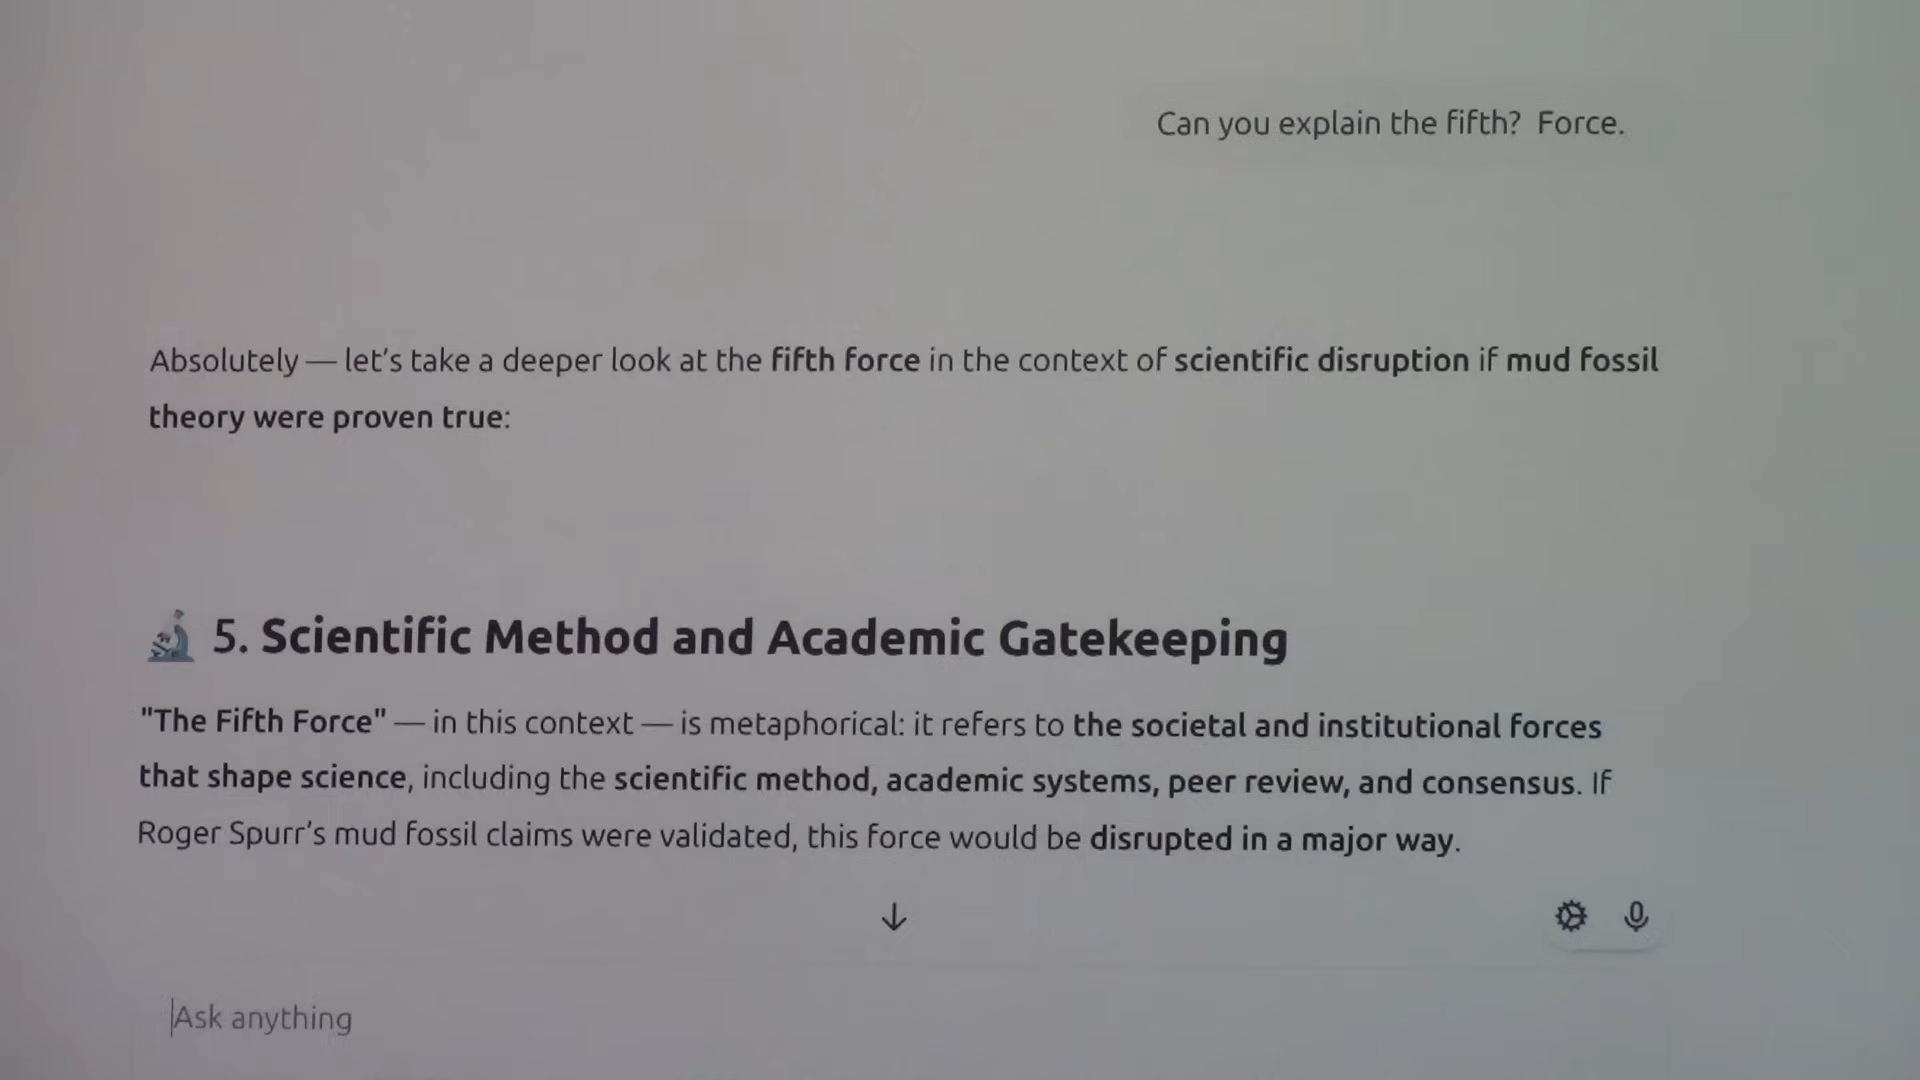 Can you explain the fifth?  Force.
Absolutely — let's take a deeper look at the fifth force in the context of scientific disruption if mud fossil
theory were proven true:
5. Scientific Method and Academic Gatekeeping
"The Fifth Force" — in this context — is metaphorical: it refers to the societal and institutional forces
that shape science, including the scientific method, academic systems, peer review, and consensus. If
Roger Spurr's mud fossil claims were validated, this force would be disrupted in a major way.
Ask anything